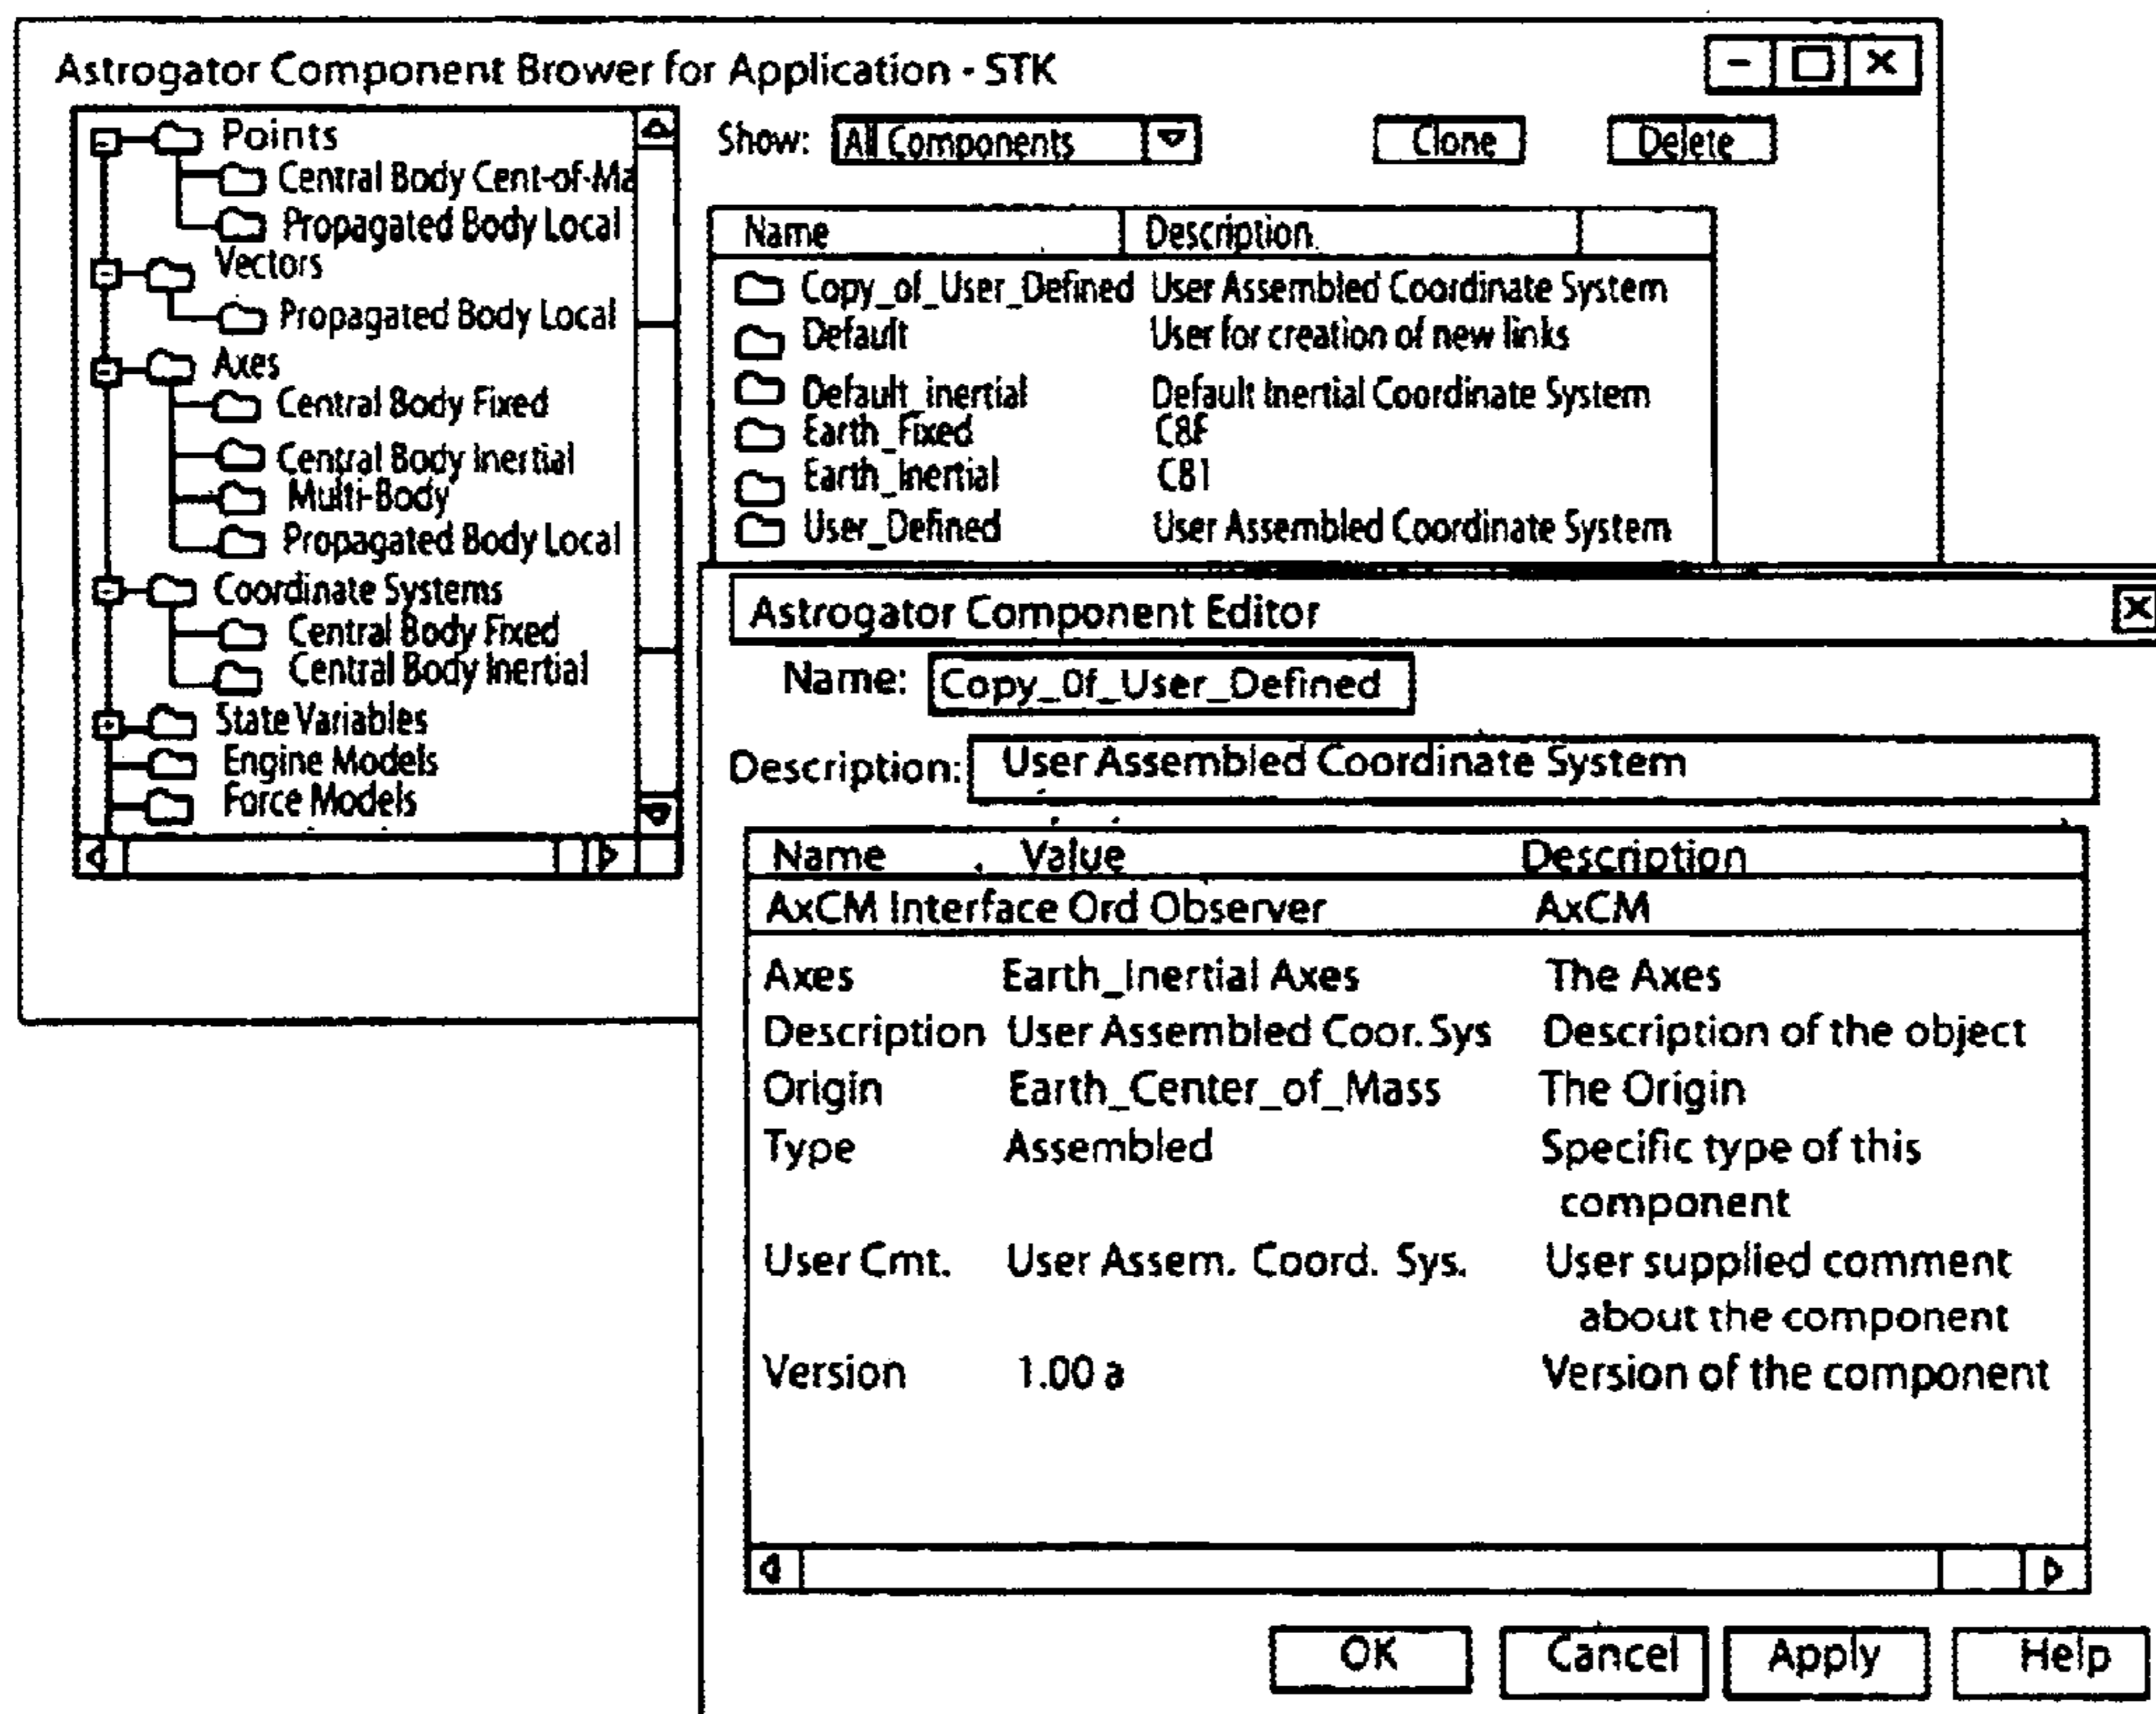 Astrogator Component Brower for Application - STK
Points
Central Body Cent-of-Ma
Propagated Body Local
Vectors
Propagated Body Local
Axes
Central Body Fixed
Central Body Inertial
Multi-Body
Propagated Body Local
Coordinate Systems
Central Body Fixed
Central Body Inertial
State Variables
Engine Models
Force Models
Show: All Components Clone Delete
Name Description
Copy_of_User_Defined User Assembled Coordinate System
Default User for creation of new links
Default_inertial Default Inertial Coordinate System
Earth_Fixed CBF
Earth_Inertial CB1
User_Defined User Assembled Coordinate System
Astrogator Component Editor
Name: Copy_0f_User_Defined
Description: User Assembled Coordinate System
Name Value Description
AxCM Interface Ord Observer AxCM
Axes Earth_Inertial Axes The Axes
Description User Assembled Coor. Sys Description of the object
Origin Earth_Center_of_Mass The Origin
Type Assembled Specific type of this
component
User Cmt. User Assem. Coord. Sys. User supplied comment
about the component
Version 1.00 a Version of the component
OK Cancel Apply Help